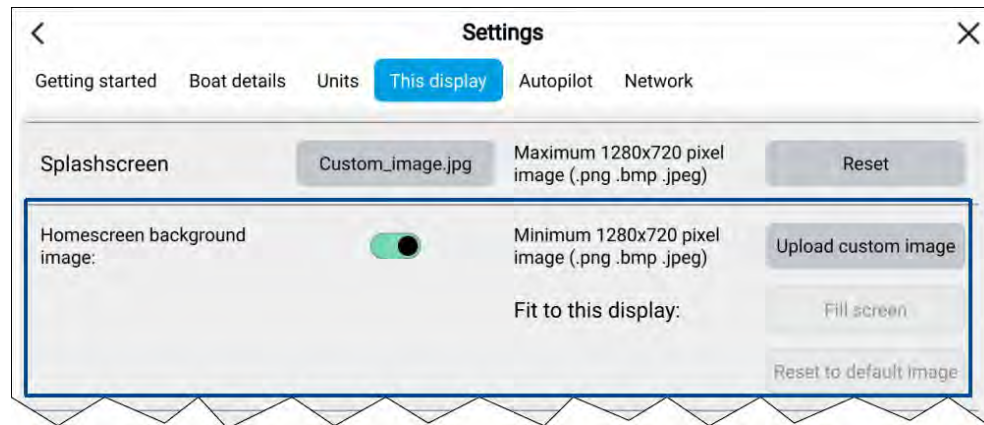 Settings
Getting started Boat details Units This display Autopilot Network
Splashscreen
Custom_image.jpg
Maximum 1280x720 pixel
image (.png .bmp .jpeg)
Reset
Homescreen background
image:
Minimum 1280x720 pixel
image (.png .bmp .jpeg)
Upload custom image
Fit to this display:
Fill screen
Reset to default image